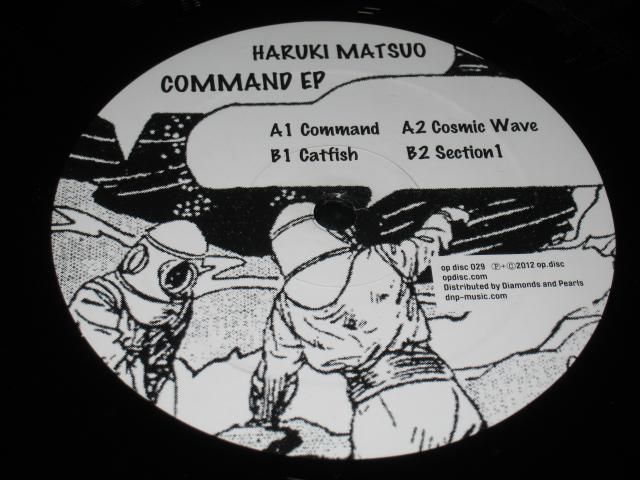 HARUKI MATSUO
COMMAND EP
A1 Command A2 Cosmic Wave
B1 Catfish B2 Section1
op disc 029 ℗+©2012 op.disc
opdisc.com
Distributed by Diamonds and Pearls
dnp-music.com